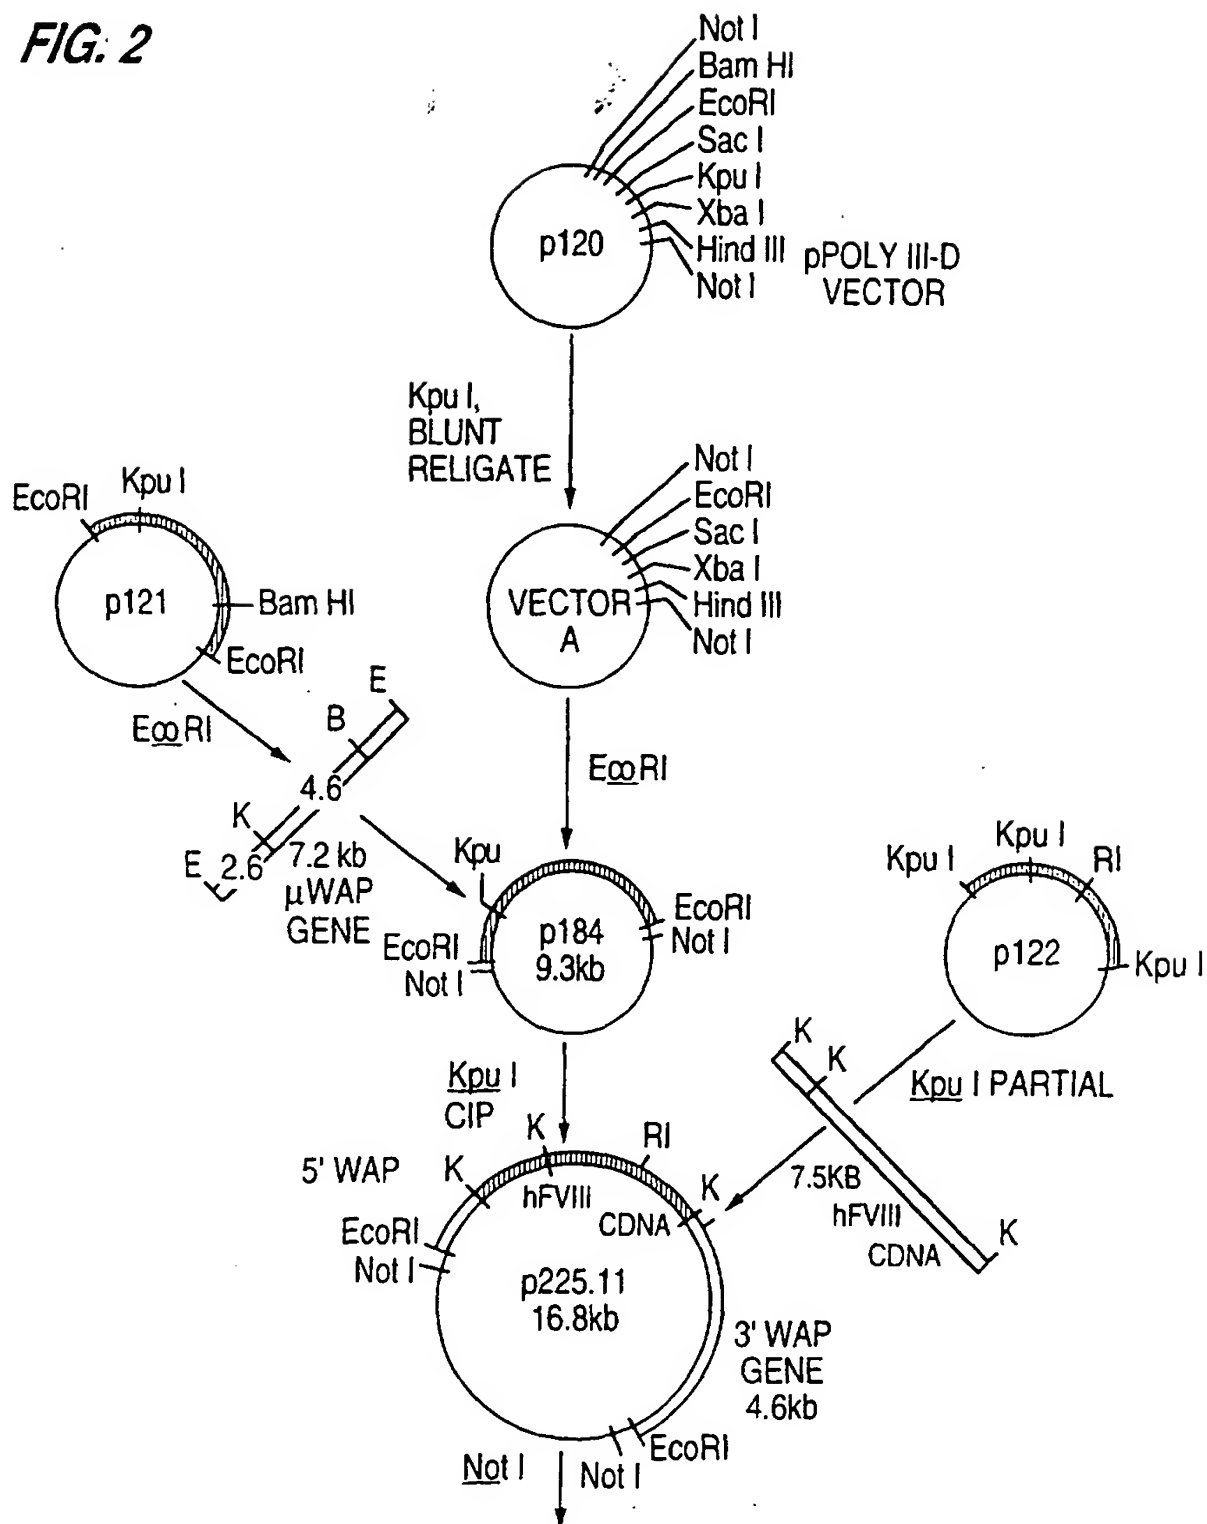 FIG. 2
Not I
Bam HI
EcoRI
Sac I
Kpu I
Xba I
Hind III
Not I
p120
pPOLY III-D
VECTOR
Kpu I,
BLUNT
RELIGATE
Not I
EcoRI
Sac I
Xba I
Hind III
Not I
VECTOR
A
EcoRI
Kpu I
p121
Bam HI
EcoRI
EcoRI
E
B
4.6
K
E
2.6
7.2 kb
µWAP
GENE
EcoRI
Kpu
EcoRI
Not I
p184
9.3kb
EcoRI
Not I
Kpu I
Kpu I
RI
p122
Kpu I
Kpu I
CIP
Kpu I PARTIAL
K
K
7.5KB
hFVIII
CDNA
K
5' WAP
K
K
RI
hFVIII
CDNA
K
EcoRI
Not I
p225.11
16.8kb
3' WAP
GENE
4.6kb
EcoRI
Not I
Not I